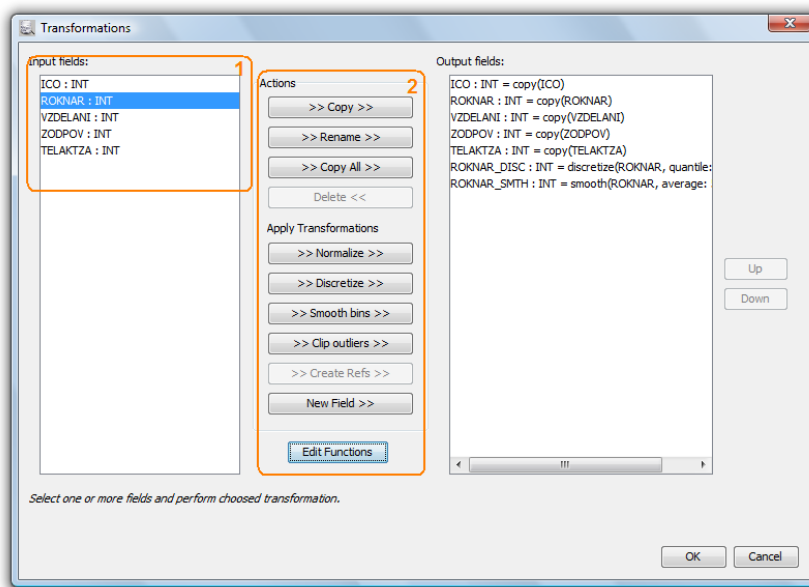 Transformations
Input fields:
1
ICO : INT
ROKNAR : INT
VZDELANI : INT
ZODPOV : INT
TELAKTZA : INT
Actions
2
>> Copy >>
>> Rename >>
>> Copy All >>
Delete <<
Apply Transformations
>> Normalize >>
>> Discretize >>
>> Smooth bins >>
>> Clip outliers >>
>> Create Refs >>
New Field >>
Edit Functions
Output fields:
ICO : INT = copy(ICO)
ROKNAR : INT = copy(ROKNAR)
VZDELANI : INT = copy(VZDELANI)
ZODPOV : INT = copy(ZODPOV)
TELAKTZA : INT = copy(TELAKTZA)
ROKNAR_DISC : INT = discretize(ROKNAR, quantile:
ROKNAR_SMTH : INT = smooth(ROKNAR, average:
Up
Down
Select one or more fields and perform choosed transformation.
OK
Cancel